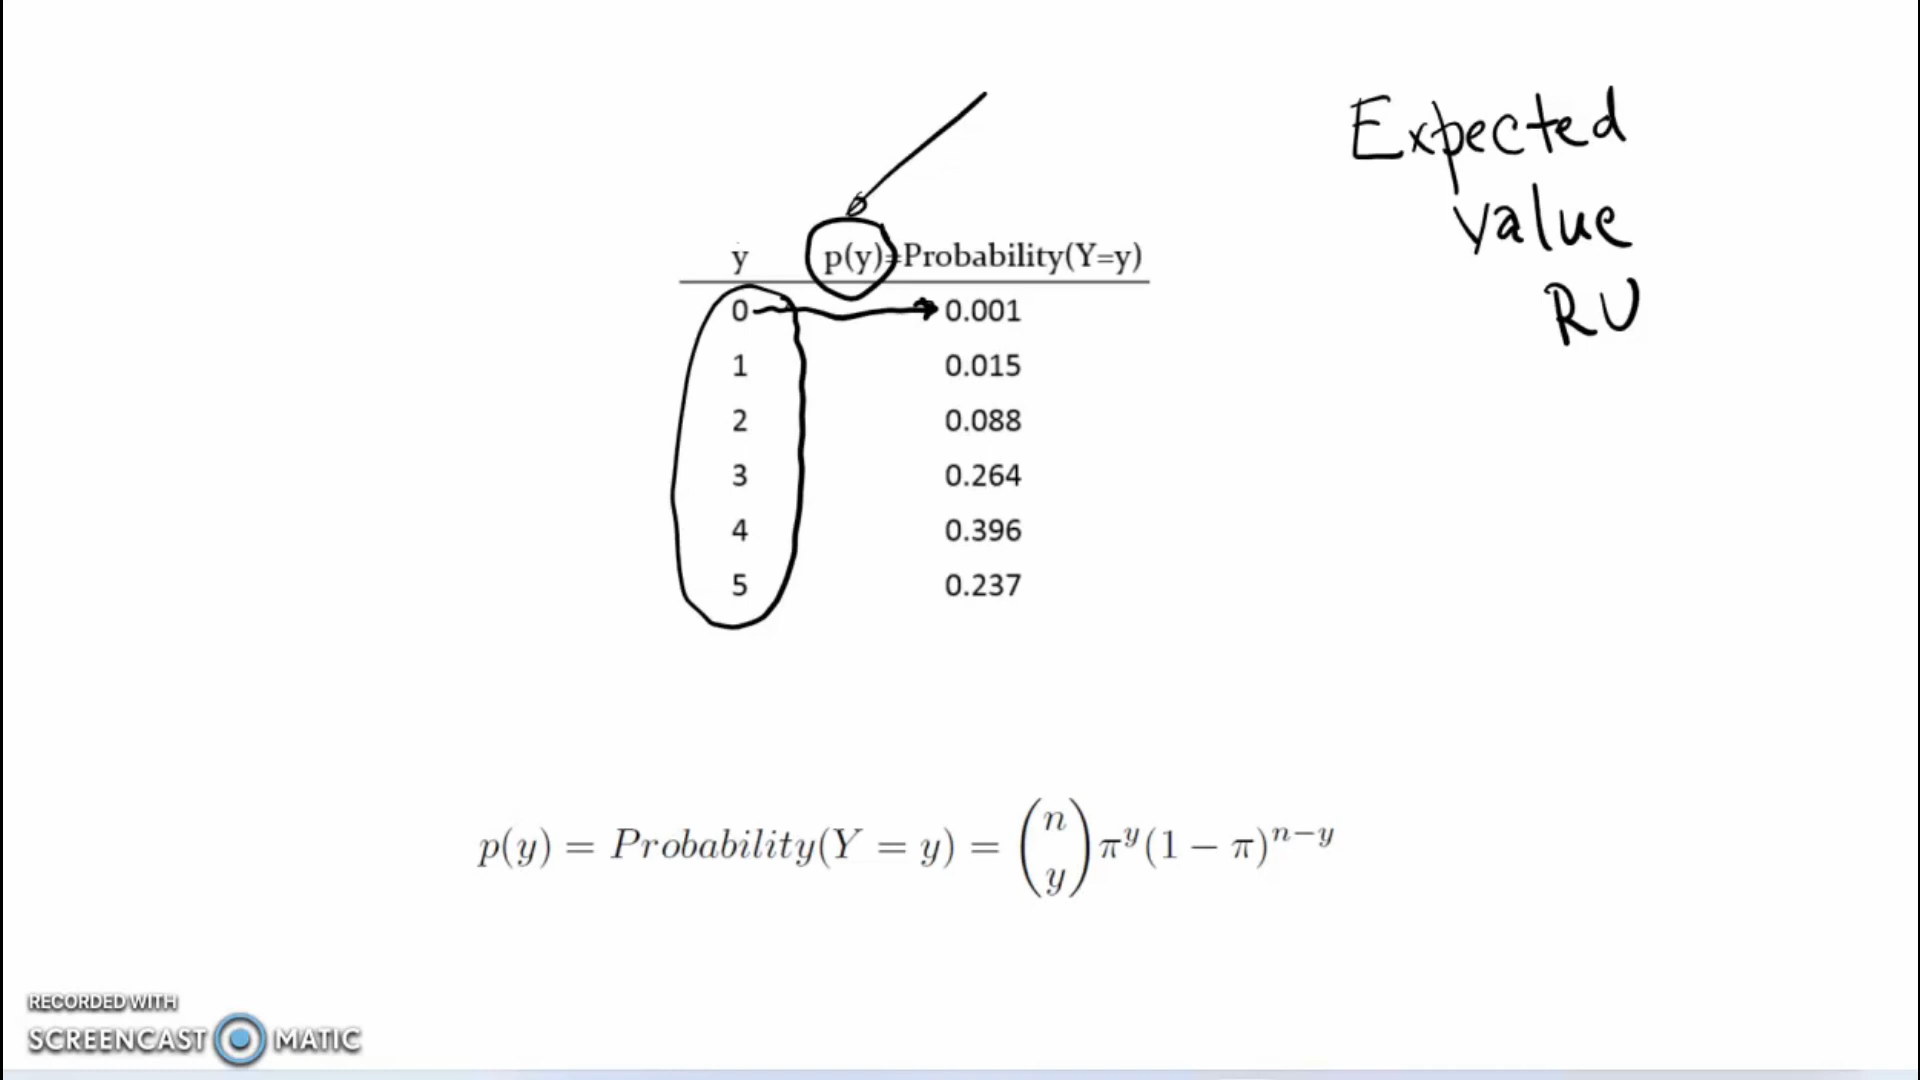 Expected
value
RV
y p(y)=Probability(Y=y)
0 0.001
1 0.015
2 0.088
3 0.264
4 0.396
5 0.237
p(y) = Probability(Y = y) = (n y) π^y (1 − π)^{n−y}
RECORDED WITH
SCREENCAST MATIC